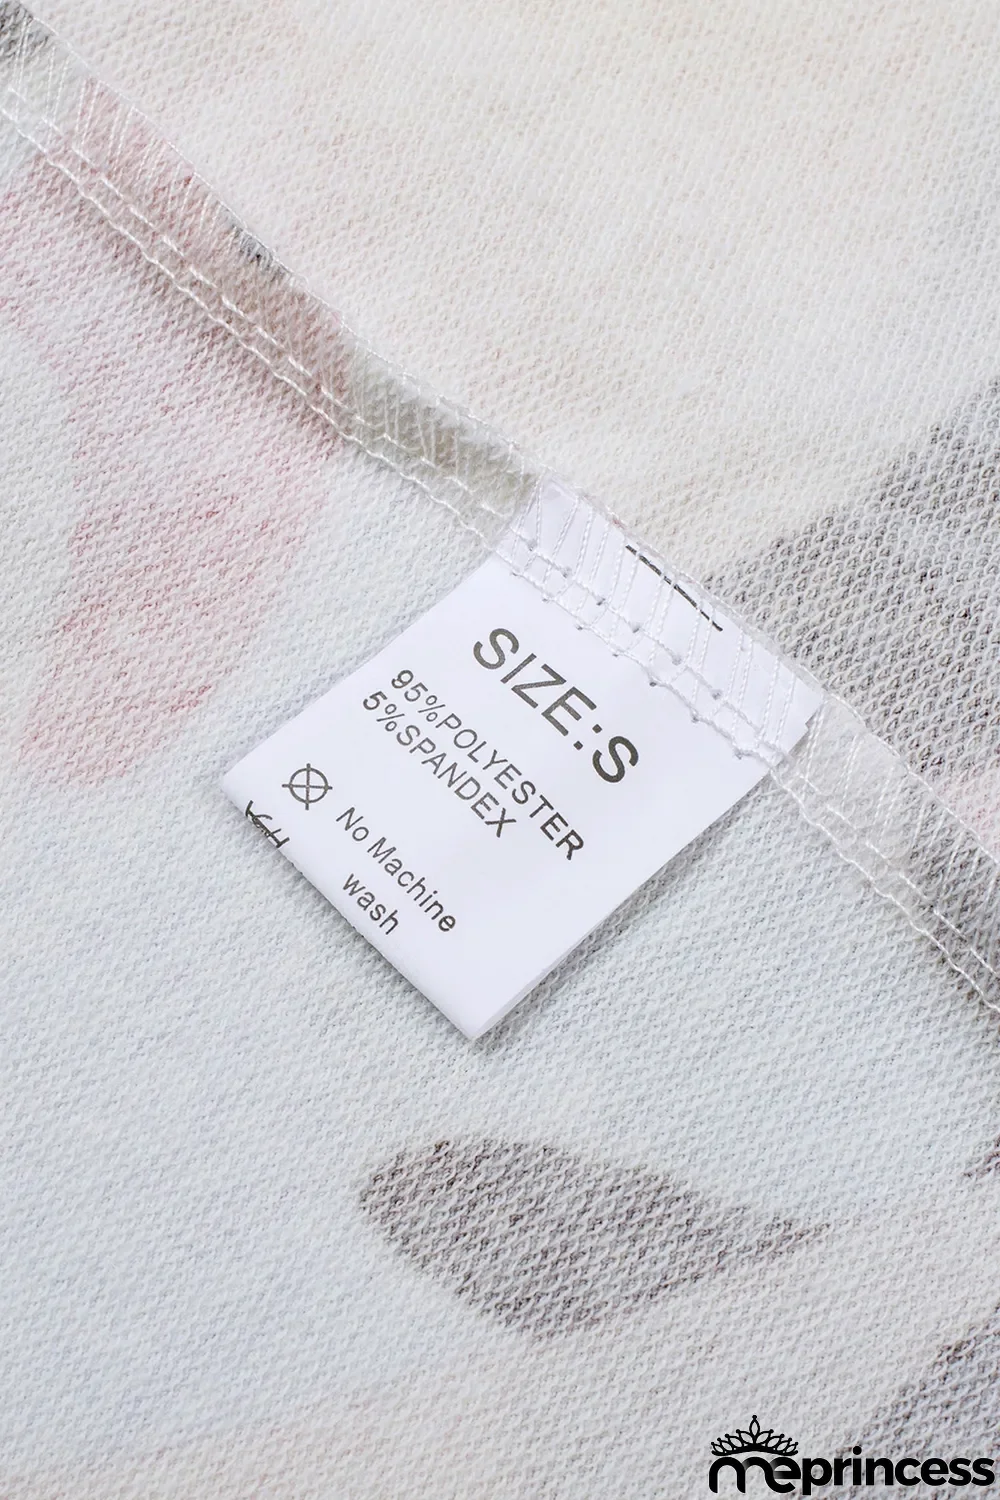 SIZE:S
95%POLYESTER
5%SPANDEX
No Machine
wash
meprincess